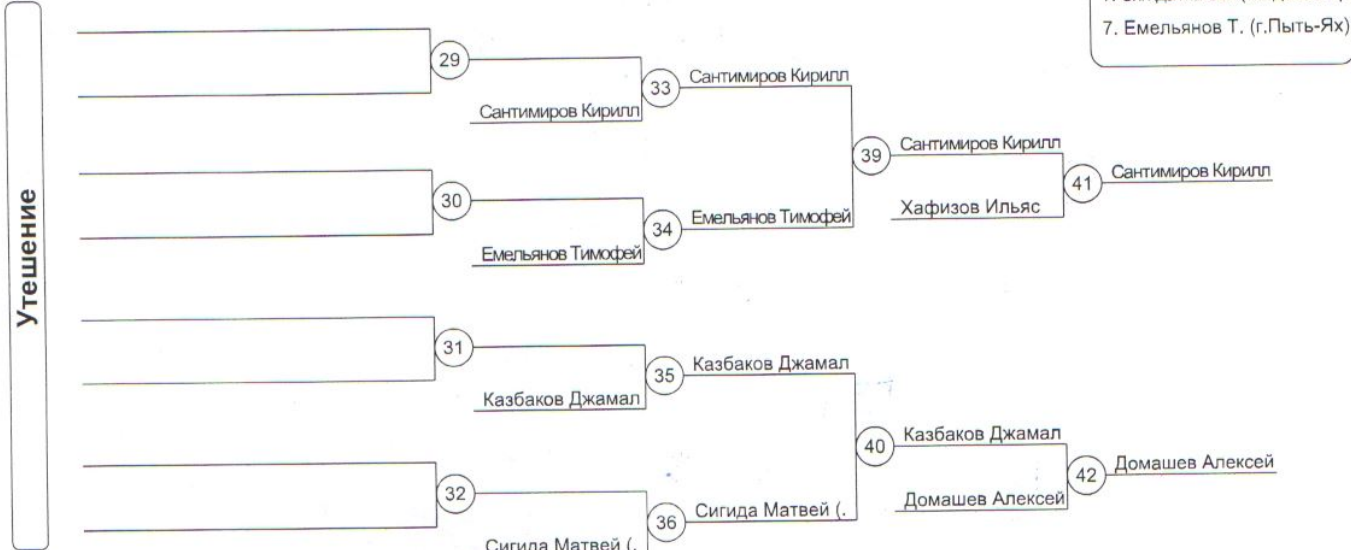 7. Емельянов Т. (г.Пыть-Ях)
Утешение
29
Сантимиров Кирилл
33
Сантимиров Кирилл
30
Емельянов Тимофей
34
Емельянов Тимофей
39
Сантимиров Кирилл
Хафизов Ильяс
41
Сантимиров Кирилл
31
Казбаков Джамал
35
Казбаков Джамал
32
Сигида Матвей (.
36
Сигида Матвей (.
40
Казбаков Джамал
Домашев Алексей
42
Домашев Алексей